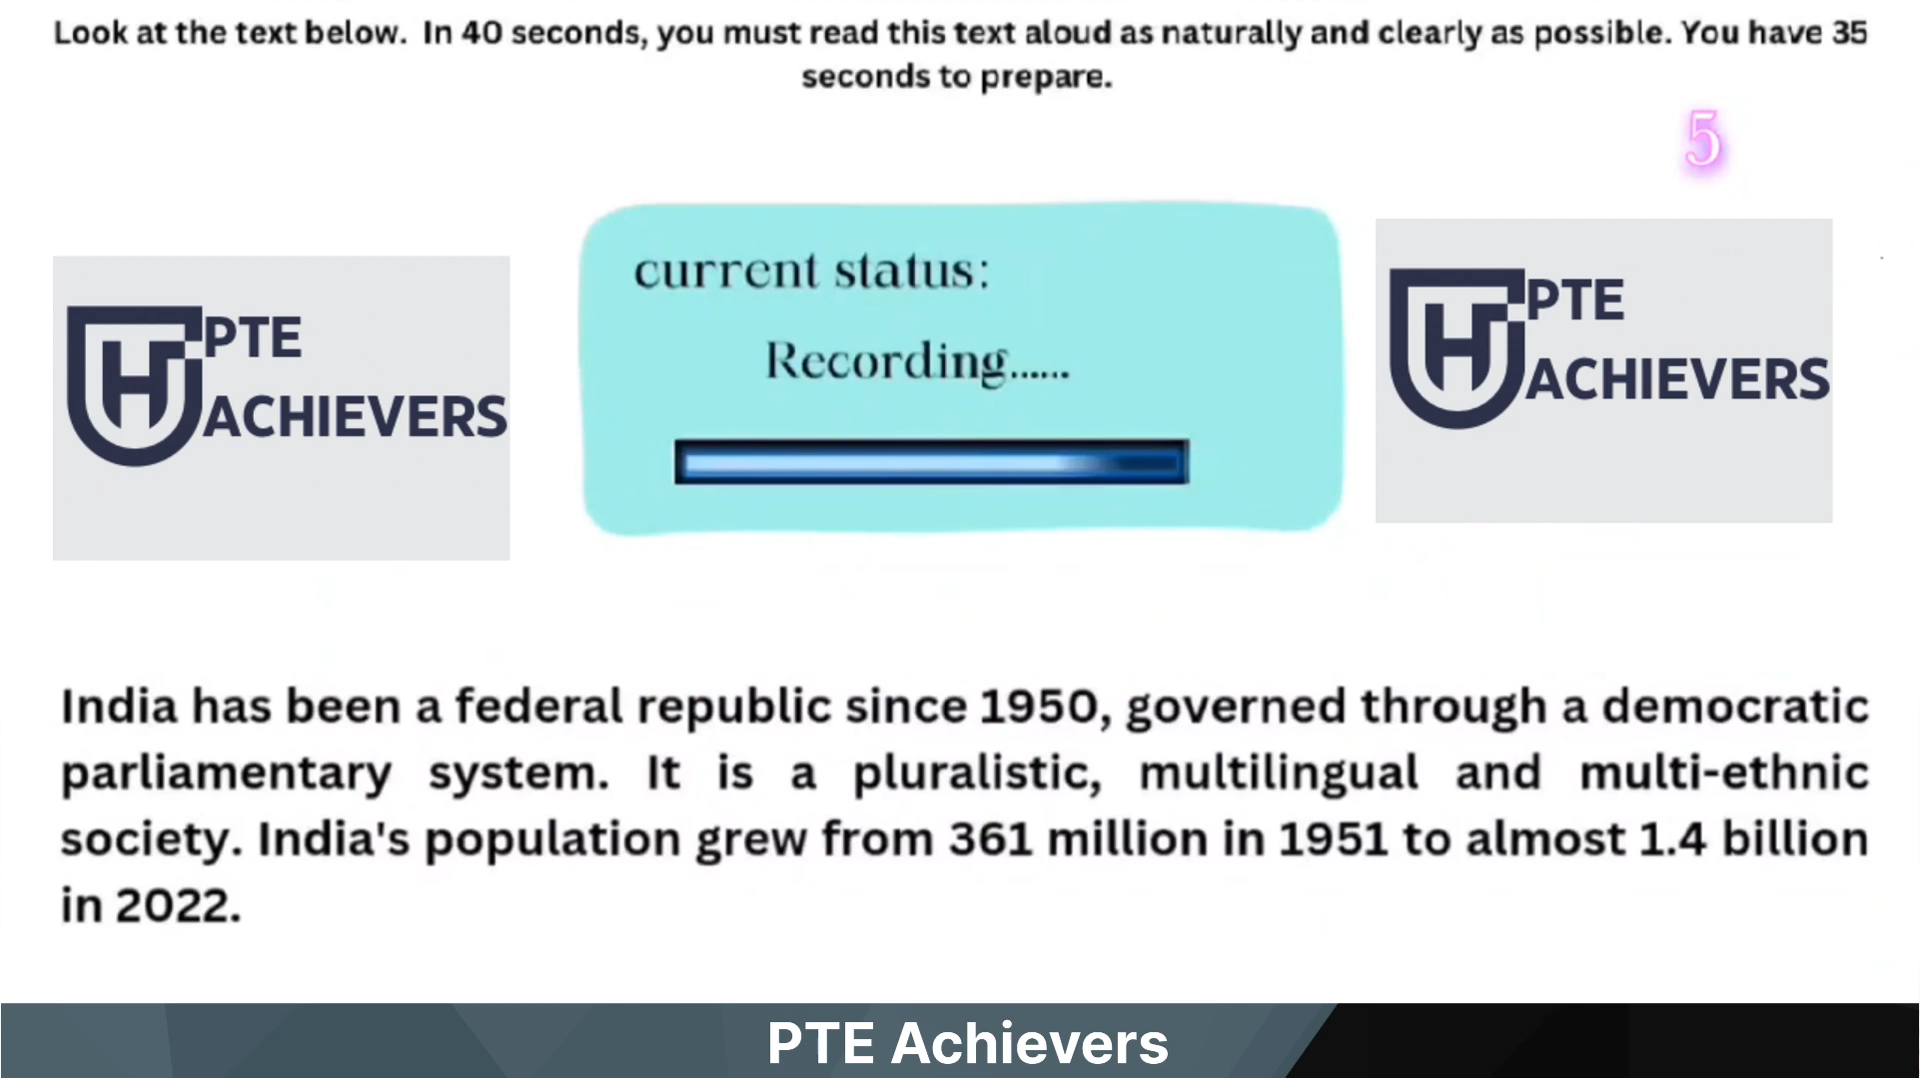 Look at the text below. In 40 seconds, you must read this text aloud as naturally and clearly as possible. You have 35
seconds to prepare.
5
current status:
Recording......
PTE
ACHIEVERS
PTE
ACHIEVERS
India has been a federal republic since 1950, governed through a democratic
parliamentary system. It is a pluralistic, multilingual and multi-ethnic
society. India's population grew from 361 million in 1951 to almost 1.4 billion
in 2022.
PTE Achievers